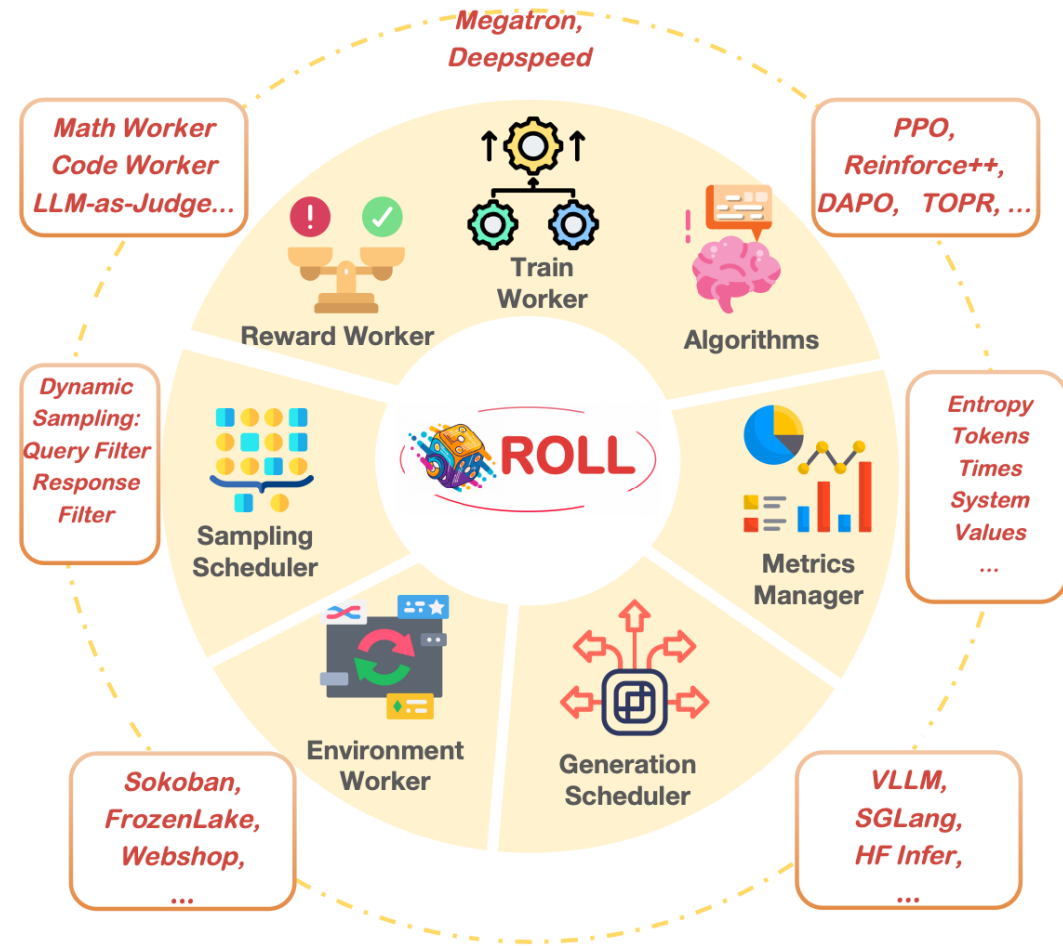 Megatron,
Deepspeed
Math Worker
Code Worker
LLM-as-Judge...
PPO,
Reinforce++,
DAPO, TOPR, ...
Train
Worker
Reward Worker
Algorithms
Dynamic
Sampling:
Query Filter
Response
Filter
Entropy
Tokens
Times
System
Values
...
ROLL
Sampling
Scheduler
Metrics
Manager
Environment
Worker
Generation
Scheduler
Sokoban,
FrozenLake,
Webshop,
...
VLLM,
SGLang,
HF Infer,
...